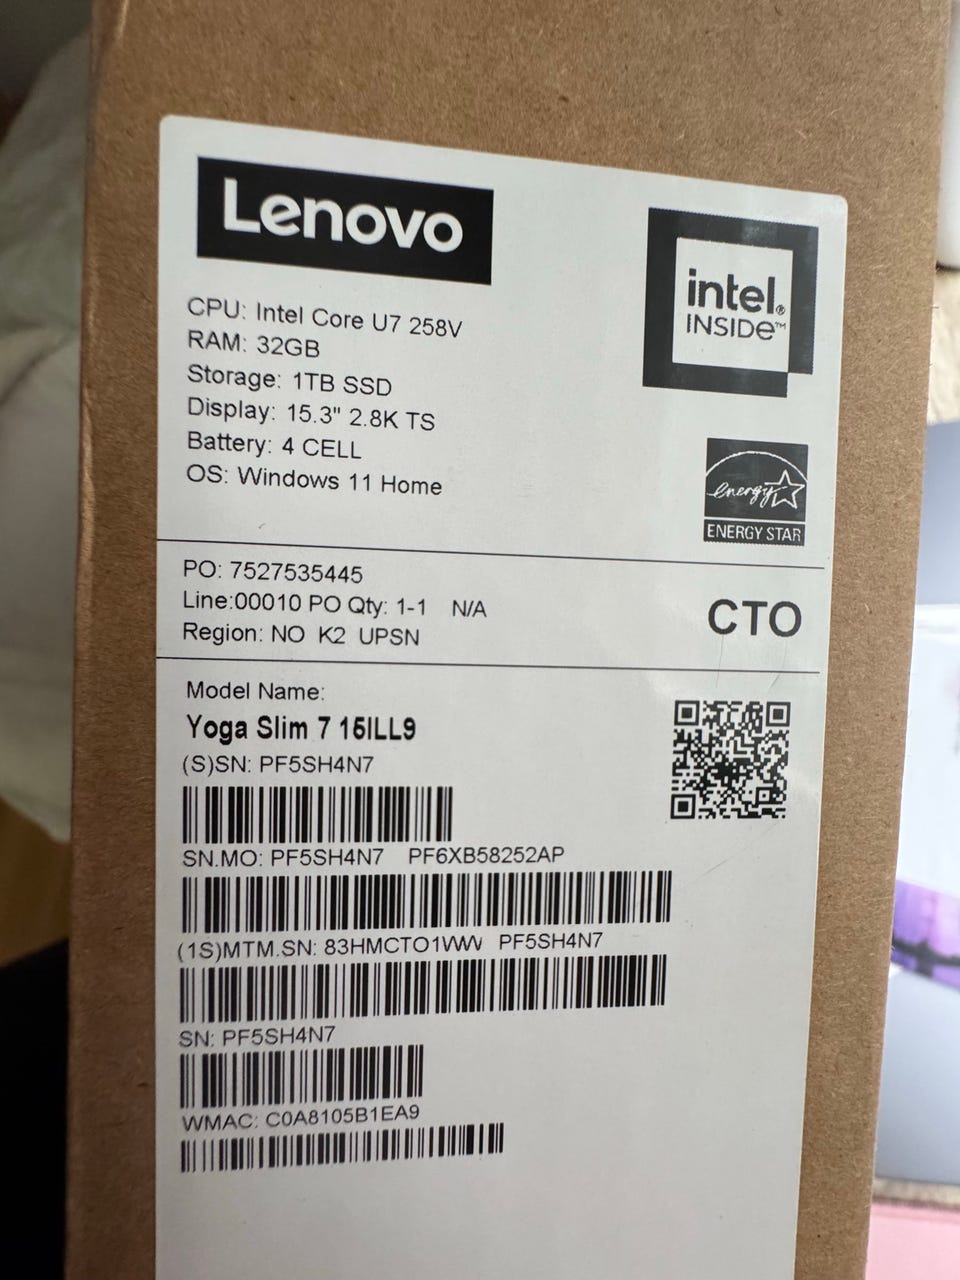 Lenovo
intel®
INSIDE™
CPU: Intel Core U7 258V
RAM: 32GB
Storage: 1TB SSD
Display: 15.3" 2.8K TS
Battery: 4 CELL
OS: Windows 11 Home
energy
ENERGY STAR
PO: 7527535445
Line:00010 PO Qty: 1-1 N/A
Region: NO K2 UPSN
CTO
Model Name:
Yoga Slim 7 15ILL9
(S)SN: PF5SH4N7
SN.MO: PF5SH4N7 PF6XB58252AP
(1S)MTM.SN: 83HMCTO1WW PF5SH4N7
SN: PF5SH4N7
WMAC: C0A8105B1EA9